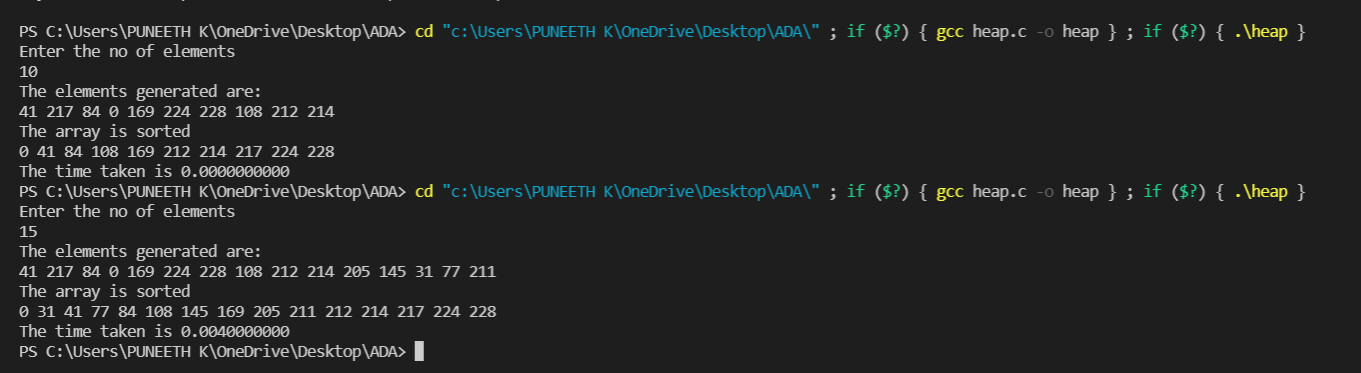 PS C:\Users\PUNEETH K\OneDrive\Desktop\ADA> cd "c:\Users\PUNEETH K\OneDrive\Desktop\ADA\" ; if ($?) { gcc heap.c -o heap } ; if ($?) { .\heap }
Enter the no of elements
10
The elements generated are:
41 217 84 0 169 224 228 108 212 214
The array is sorted
0 41 84 108 169 212 214 217 224 228
The time taken is 0.0000000000
PS C:\Users\PUNEETH K\OneDrive\Desktop\ADA> cd "c:\Users\PUNEETH K\OneDrive\Desktop\ADA\" ; if ($?) { gcc heap.c -o heap } ; if ($?) { .\heap }
Enter the no of elements
15
The elements generated are:
41 217 84 0 169 224 228 108 212 214 205 145 31 77 211
The array is sorted
0 31 41 77 84 108 145 169 205 211 212 214 217 224 228
The time taken is 0.0040000000
PS C:\Users\PUNEETH K\OneDrive\Desktop\ADA>